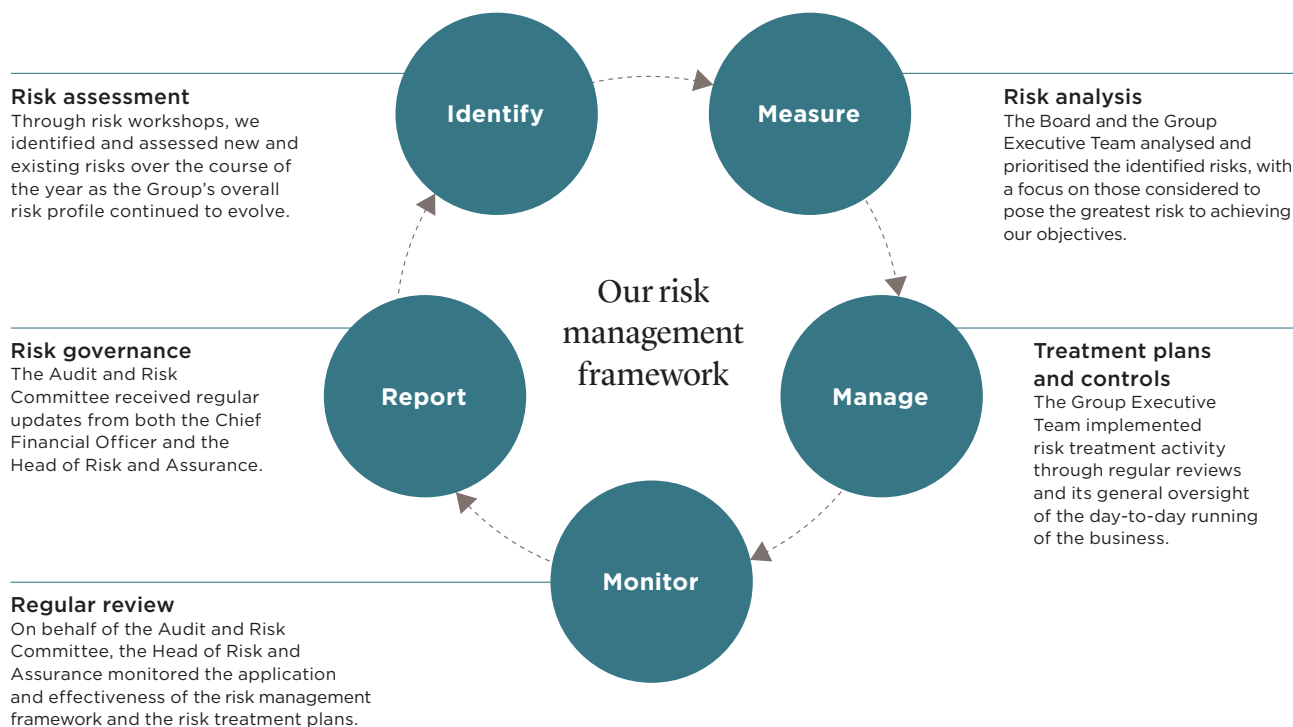 Identify
Measure
Risk assessment
Through risk workshops, we
identified and assessed new and
existing risks over the course of
the year as the Group’s overall
risk profile continued to evolve.
Risk analysis
The Board and the Group
Executive Team analysed and
prioritised the identified risks, with
a focus on those considered to
pose the greatest risk to achieving
our objectives.
Our risk
management
framework
Risk governance
The Audit and Risk
Committee received regular
updates from both the Chief
Financial Officer and the
Head of Risk and Assurance.
Report
Manage
Treatment plans
and controls
The Group Executive
Team implemented
risk treatment activity
through regular reviews
and its general oversight
of the day-to-day running
of the business.
Monitor
Regular review
On behalf of the Audit and Risk
Committee, the Head of Risk and
Assurance monitored the application
and effectiveness of the risk management
framework and the risk treatment plans.